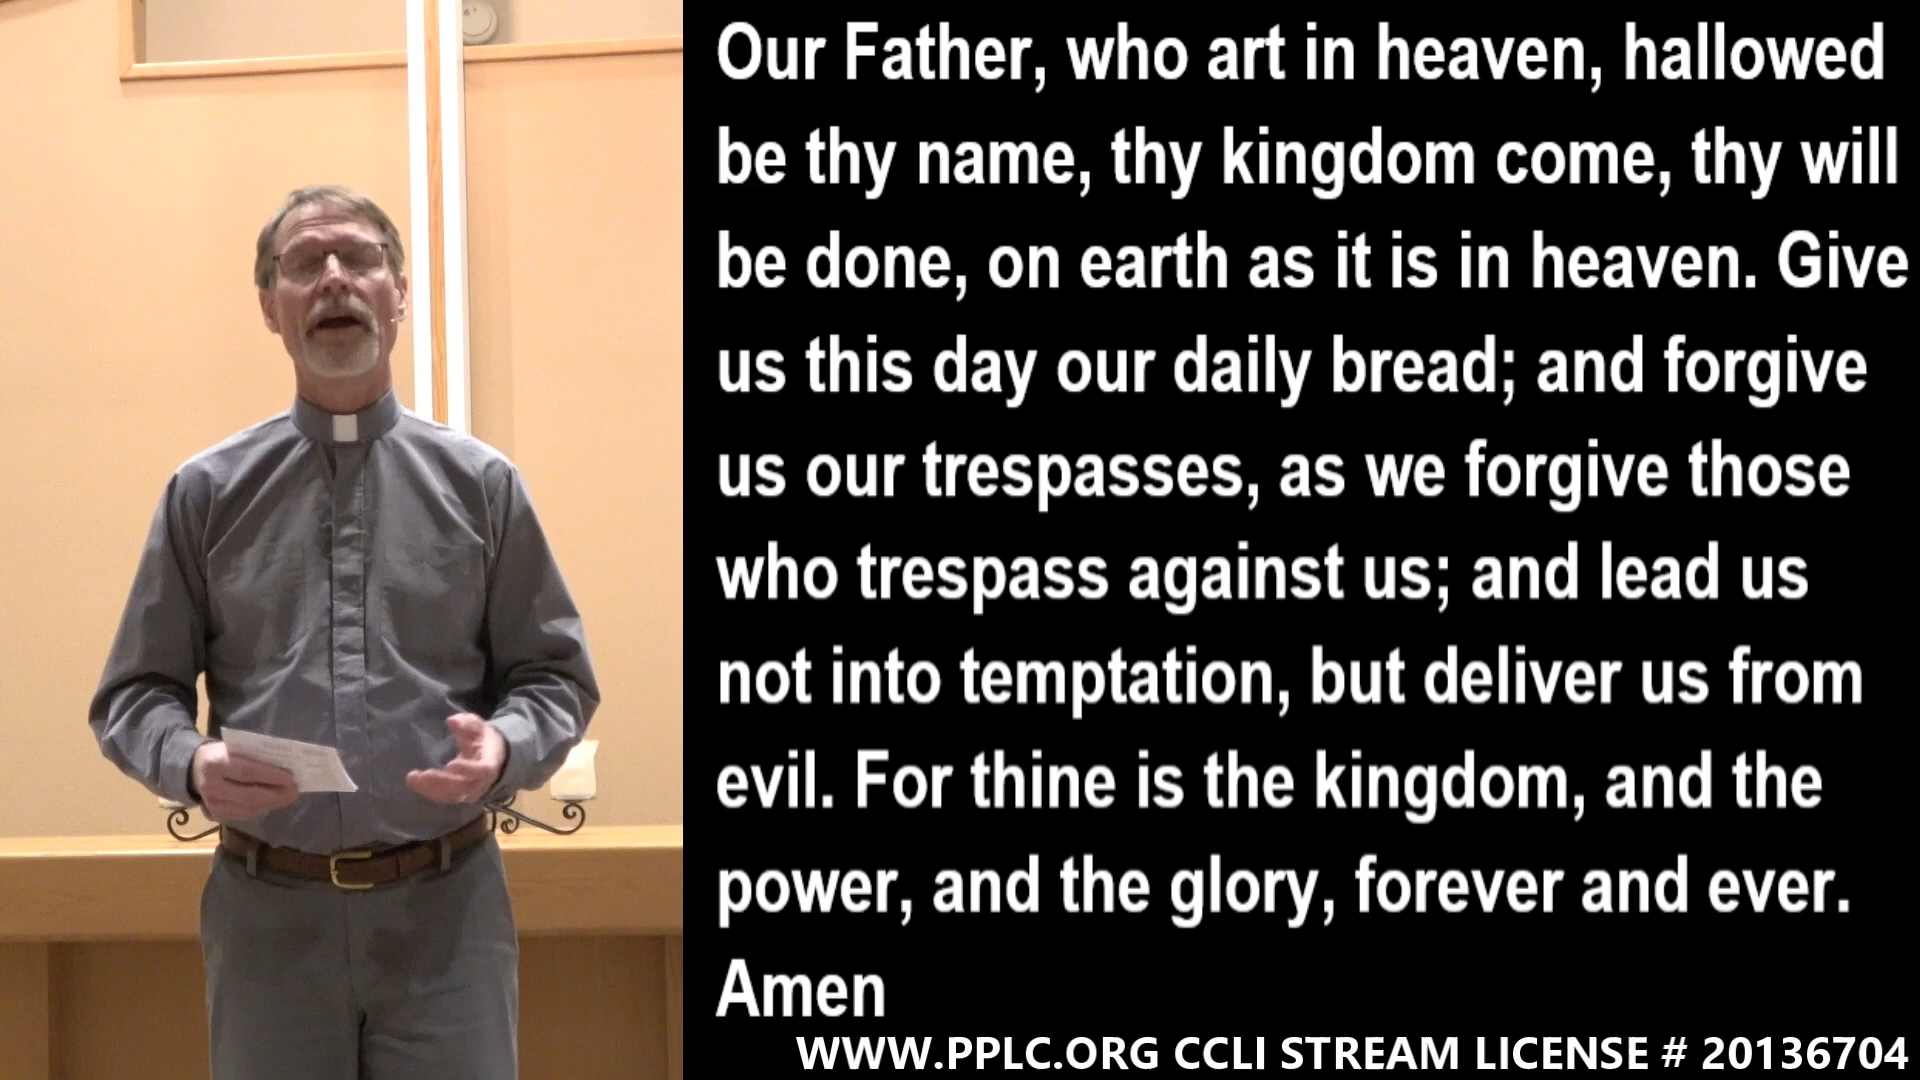 Our Father, who art in heaven, hallowed
be thy name, thy kingdom come, thy will
be done, on earth as it is in heaven. Give
us this day our daily bread; and forgive
us our trespasses, as we forgive those
who trespass against us; and lead us
not into temptation, but deliver us from
evil. For thine is the kingdom, and the
power, and the glory, forever and ever.
Amen
WWW.PPLC.ORG CCLI STREAM LICENSE # 20136704